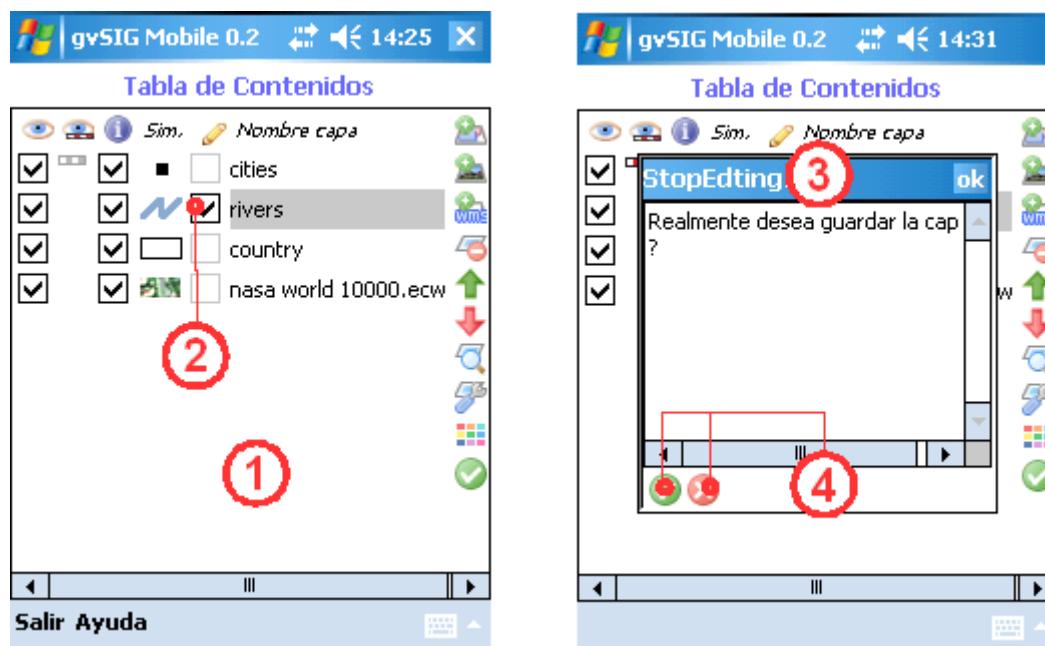 gvSIG Mobile 0.2 14:25
Tabla de Contenidos
Sim. Nombre capa
cities
rivers
wms
country
nasa world 10000.ecw
2
1
Salir Ayuda
gvSIG Mobile 0.2 14:31
Tabla de Contenidos
Sim. Nombre capa
StopEdting. 3 ok
Realmente desea guardar la cap
?
w
4